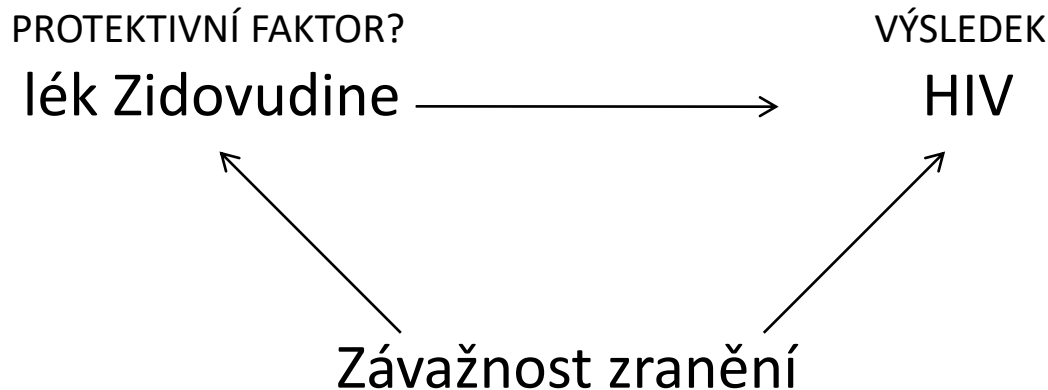 PROTEKTIVNÍ FAKTOR? VÝSLEDEK
lék Zidovudine HIV
Závažnost zranění